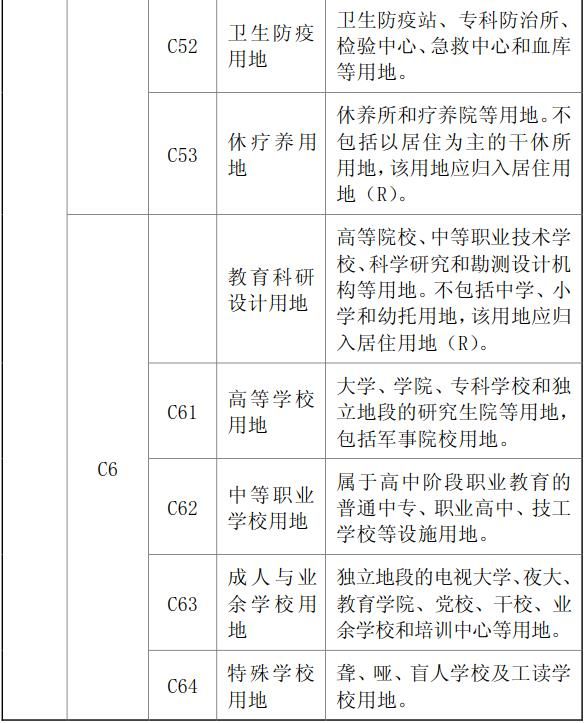 C52
卫生防疫
用地
卫生防疫站、专科防治所、
检验中心、急救中心和血库
等用地。
C53
休疗养用
地
休养所和疗养院等用地。不
包括以居住为主的干休所
用地，该用地应归入居住用
地（R）。
C6
教育科研
设计用地
高等院校、中等职业技术学
校、科学研究和勘测设计机
构等用地。不包括中学、小
学和幼托用地，该用地应归
入居住用地（R）。
C61
高等学校
用地
大学、学院、专科学校和独
立地段的研究生院等用地，
包括军事院校用地。
C62
中等职业
学校用地
属于高中阶段职业教育的
普通中专、职业高中、技工
学校等设施用地。
C63
成人与业
余学校用
地
独立地段的电视大学、夜大、
教育学院、党校、干校、业
余学校和培训中心等用地。
C64
特殊学校
用地
聋、哑、盲人学校及工读学
校用地。